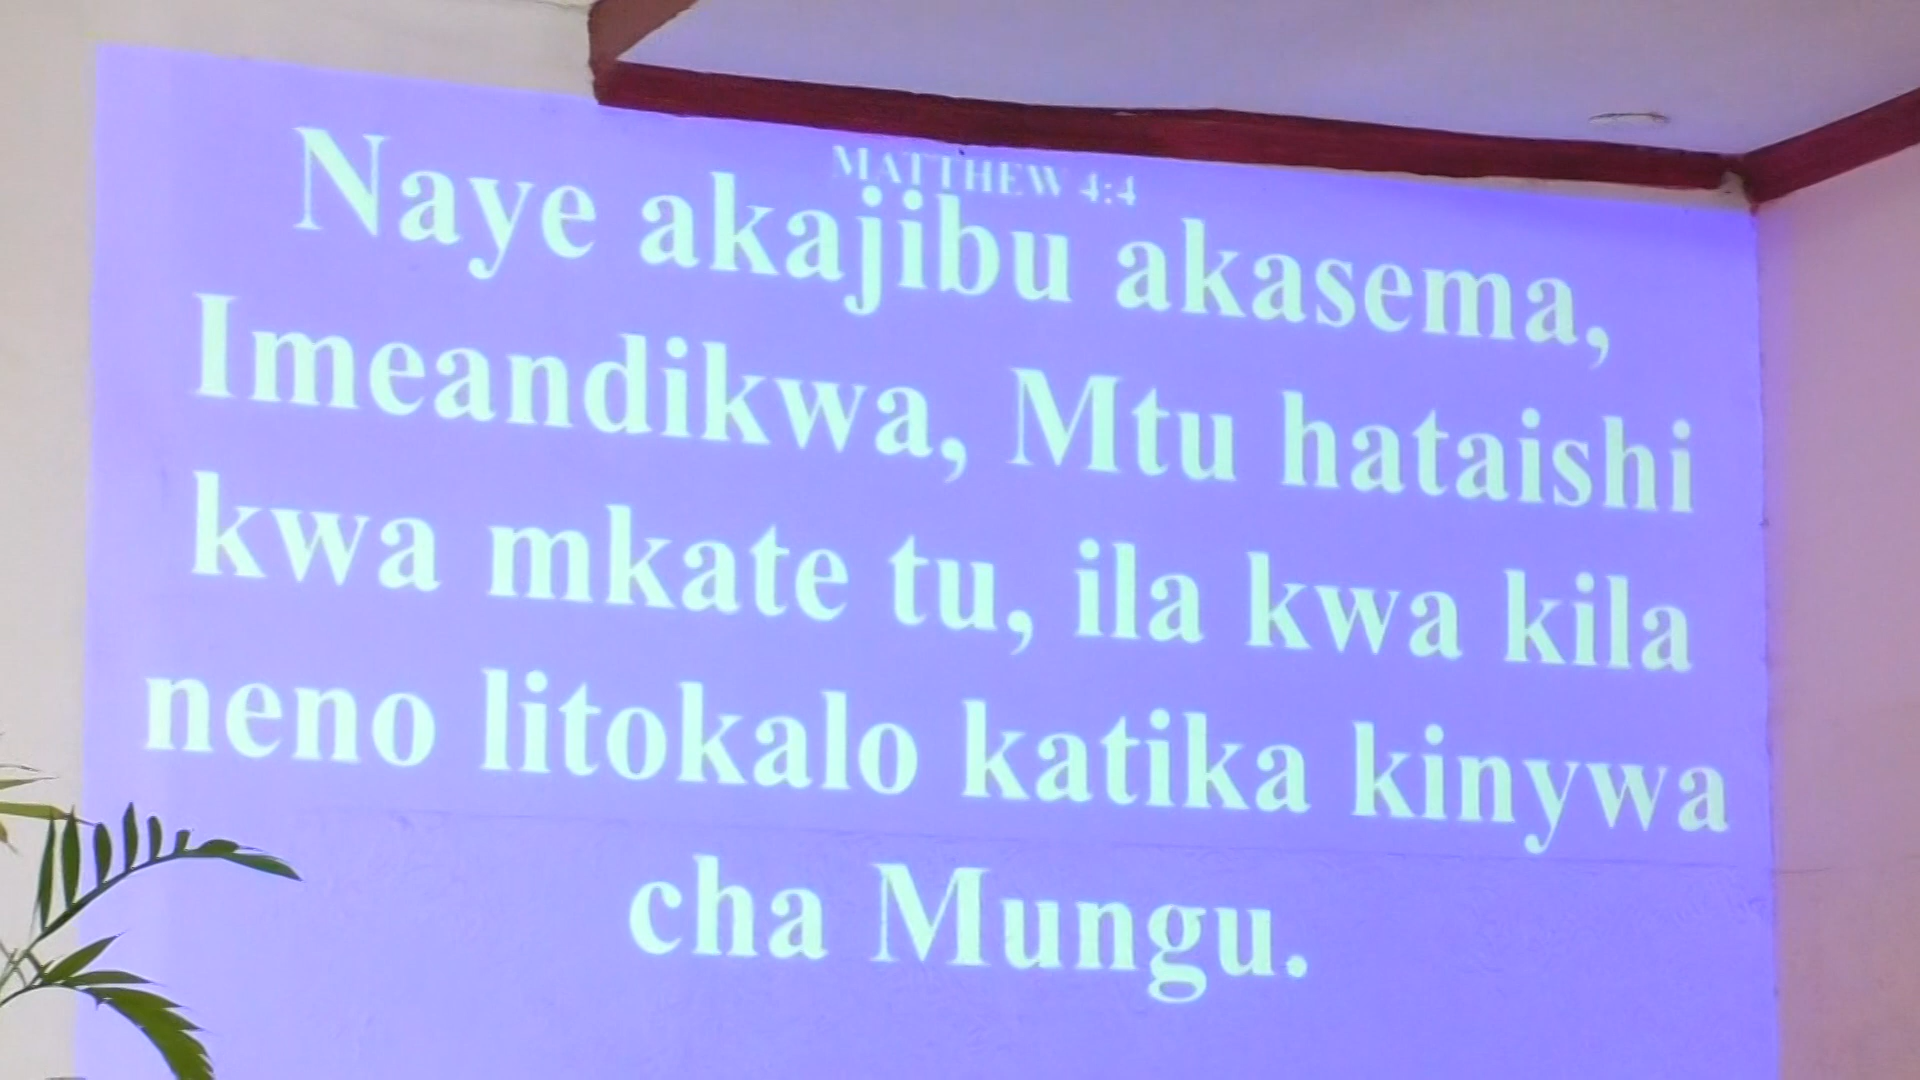 MATTHEW 4:4
Naye akajibu akasema,
Imeandikwa, Mtu hataishi
kwa mkate tu, ila kwa kila
neno litokalo katika kinywa
cha Mungu.